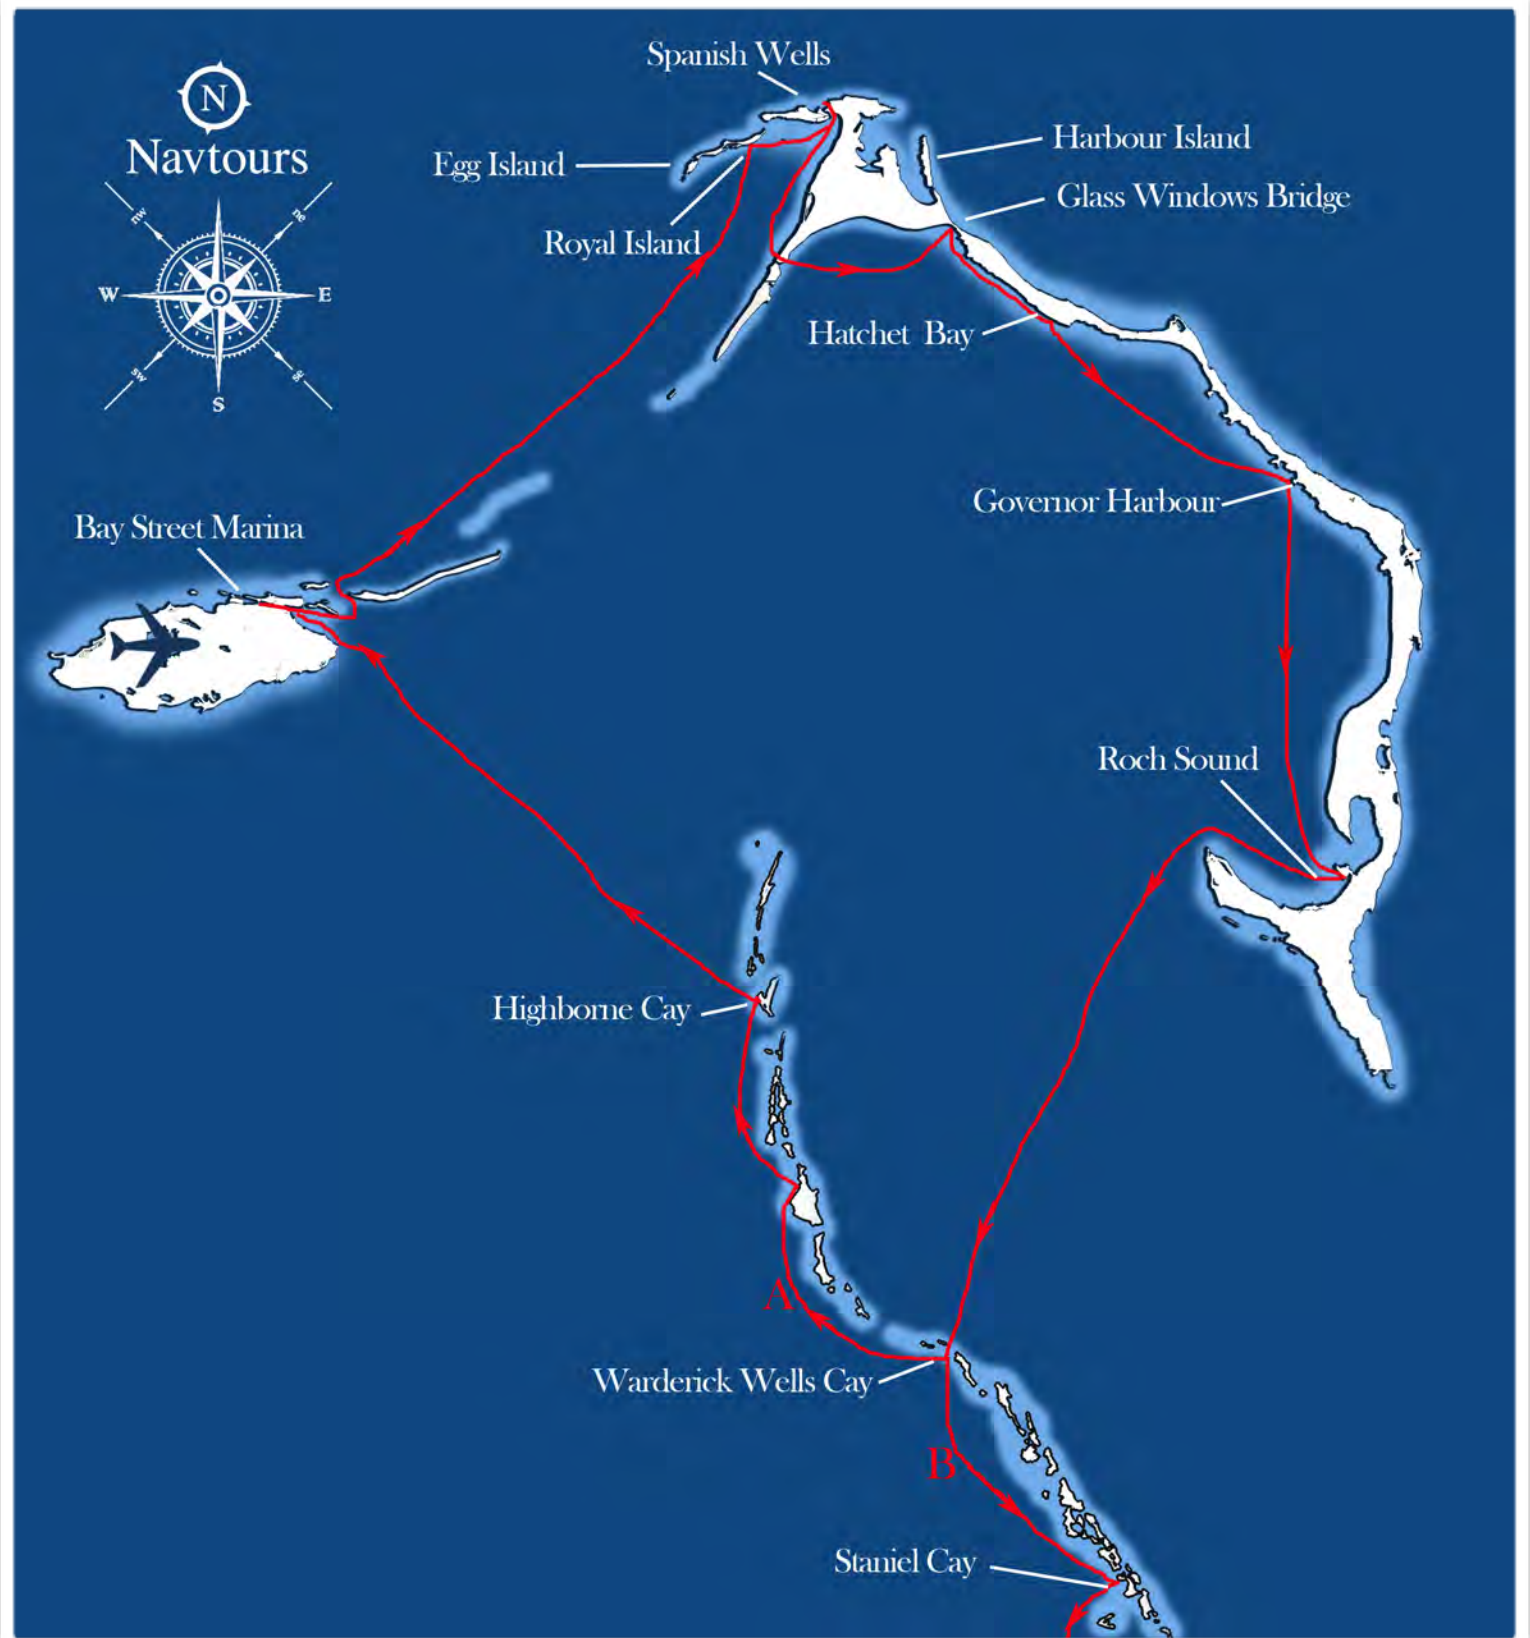 Spanish Wells
N
Navtours
Harbour Island
Egg Island
Glass Windows Bridge
nw
ne
Royal Island
W
E
Hatchet Bay
sw
S
Governor Harbour
Bay Street Marina
Roch Sound
Highborne Cay
A
Warderick Wells Cay
B
Staniel Cay